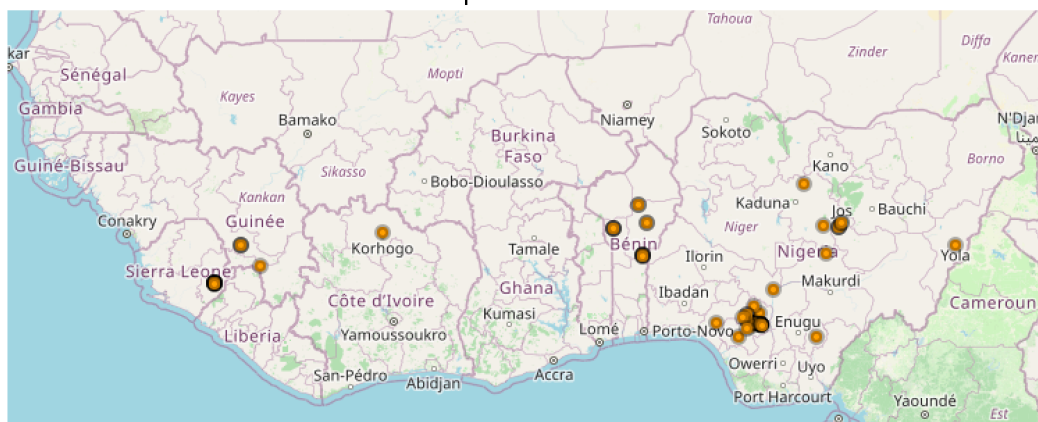 Tahoua
Diffa
Zinder
Kanem
kar
Sénégal
Mopti
Kayes
Gambia
Niamey
Bamako
N'Djam
Sokoto
Burkina
Faso
Guiné-Bissau
Borno
Kano
Sikasso
Bobo-Dioulasso
Kankan
Kaduna
Jos
Bauchi
Conakry
Guinée
Niger
Korhogo
Tamale
Bénin
Nigeria
Ilorin
Yola
Sierra Leone
Makurdi
Ghana
Ibadan
Côte d'Ivoire
Cameroun
Kumasi
Enugu
Liberia
Yamoussoukro
Lomé
Porto-Novo
Owerri
Uyo
San-Pédro
Abidjan
Accra
Port Harcourt
Yaoundé
Est